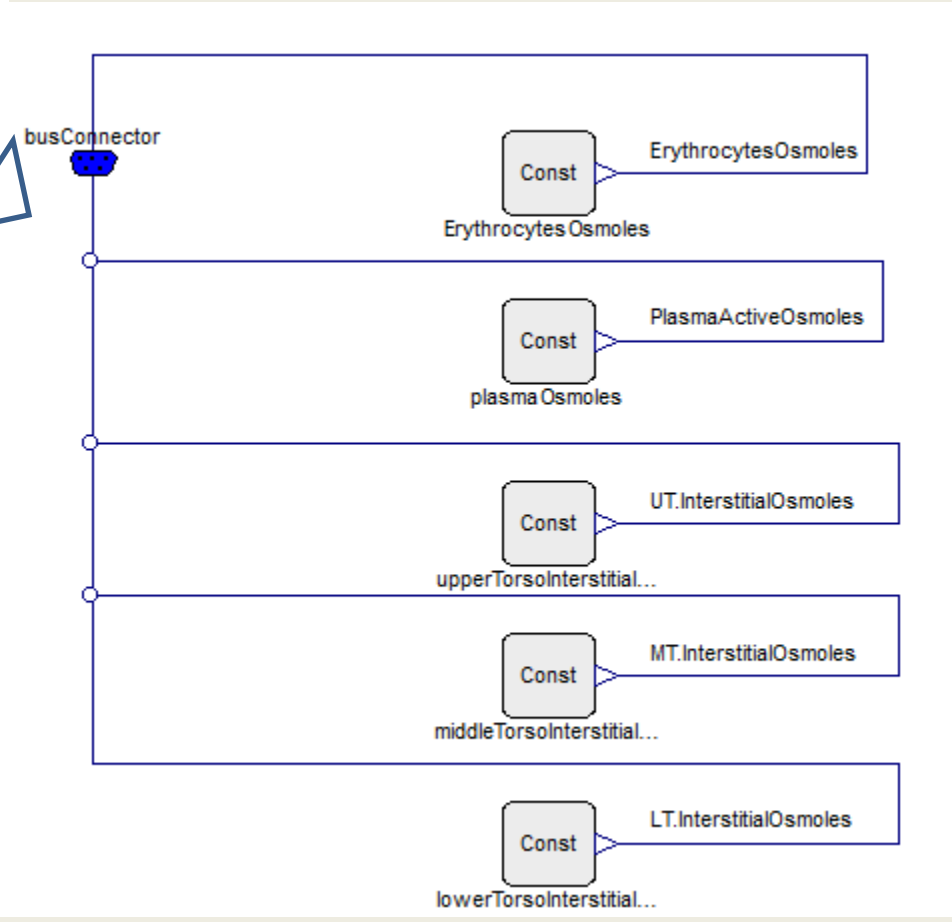 busConnector
ErythrocytesOsmoles
Const
ErythrocytesOsmoles
PlasmaActiveOsmoles
Const
plasmaOsmoles
UT.InterstitialOsmoles
Const
upperTorsoInterstitial...
MT.InterstitialOsmoles
Const
middleTorsoInterstitial...
LT.InterstitialOsmoles
Const
lowerTorsoInterstitial...